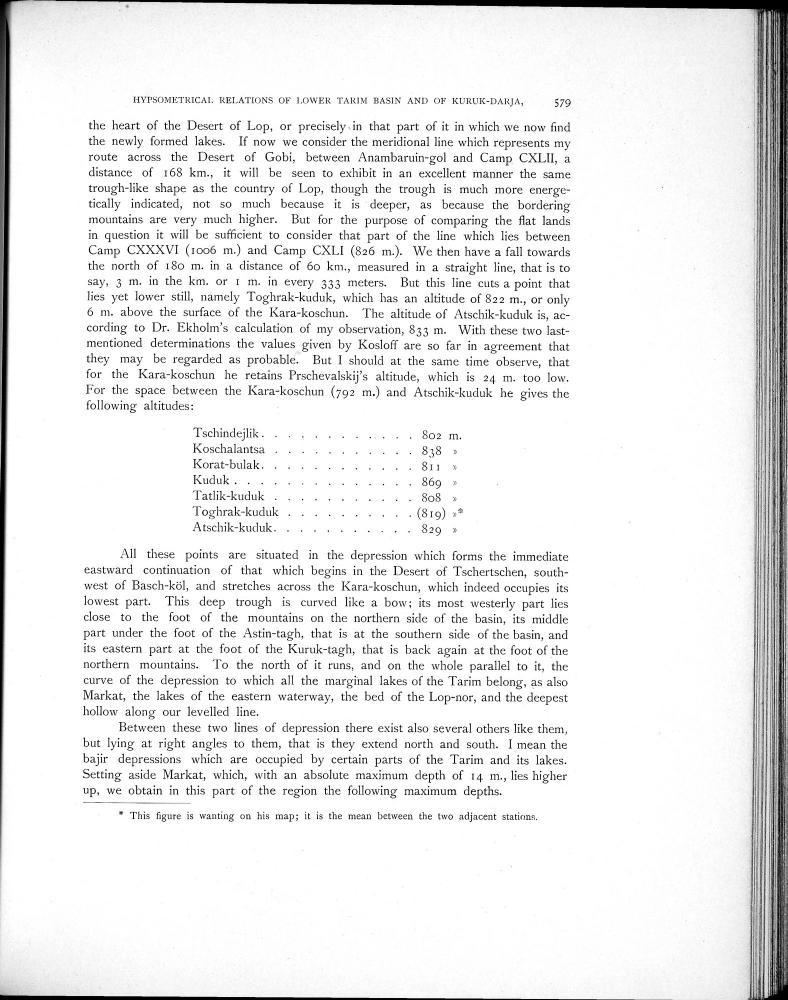 HYPSOMETRICAL RELATIONS OF LOWER TARIM BASIN AND OF KURUK-DARJA, 579
the heart of the Desert of Lop, or precisely in that part of it in which we now find
the newly formed lakes. If now we consider the meridional line which represents my
route across the Desert of Gobi, between Anambaruin-gol and Camp CXLII, a
distance of 168 km., it will be seen to exhibit in an excellent manner the same
trough-like shape as the country of Lop, though the trough is much more energe-
tically indicated, not so much because it is deeper, as because the bordering
mountains are very much higher. But for the purpose of comparing the flat lands
in question it will be sufficient to consider that part of the line which lies between
Camp CXXXVI (1006 m.) and Camp CXLI (826 m.). We then have a fall towards
the north of 180 m. in a distance of 60 km., measured in a straight line, that is to
say, 3 m. in the km. or 1 m. in every 333 meters. But this line cuts a point that
lies yet lower still, namely Toghrak-kuduk, which has an altitude of 822 m., or only
6 m. above the surface of the Kara-koschun. The altitude of Atschik-kuduk is, ac-
cording to Dr. Ekholm's calculation of my observation, 833 m. With these two last-
mentioned determinations the values given by Kosloff are so far in agreement that
they may be regarded as probable. But I should at the same time observe, that
for the Kara-koschun he retains Prschevalskij's altitude, which is 24 m. too low.
For the space between the Kara-koschun (792 m.) and Atschik-kuduk he gives the
following altitudes:
Tschindejlik . . . . . . . . . . . . 802 m.
Koschalantsa . . . . . . . . . . . 838 »
Korat-bulak . . . . . . . . . . . . 811 »
Kuduk . . . . . . . . . . . . . . 869 »
Tatlik-kuduk . . . . . . . . . . . 808 »
Toghrak-kuduk . . . . . . . . . . (819) »*
Atschik-kuduk . . . . . . . . . . . 829 »
All these points are situated in the depression which forms the immediate
eastward continuation of that which begins in the Desert of Tschertschen, south-
west of Basch-köl, and stretches across the Kara-koschun, which indeed occupies its
lowest part. This deep trough is curved like a bow; its most westerly part lies
close to the foot of the mountains on the northern side of the basin, its middle
part under the foot of the Astin-tagh, that is at the southern side of the basin, and
its eastern part at the foot of the Kuruk-tagh, that is back again at the foot of the
northern mountains. To the north of it runs, and on the whole parallel to it, the
curve of the depression to which all the marginal lakes of the Tarim belong, as also
Markat, the lakes of the eastern waterway, the bed of the Lop-nor, and the deepest
hollow along our levelled line.
Between these two lines of depression there exist also several others like them,
but lying at right angles to them, that is they extend north and south. I mean the
bajir depressions which are occupied by certain parts of the Tarim and its lakes.
Setting aside Markat, which, with an absolute maximum depth of 14 m., lies higher
up, we obtain in this part of the region the following maximum depths.
* This figure is wanting on his map; it is the mean between the two adjacent stations.